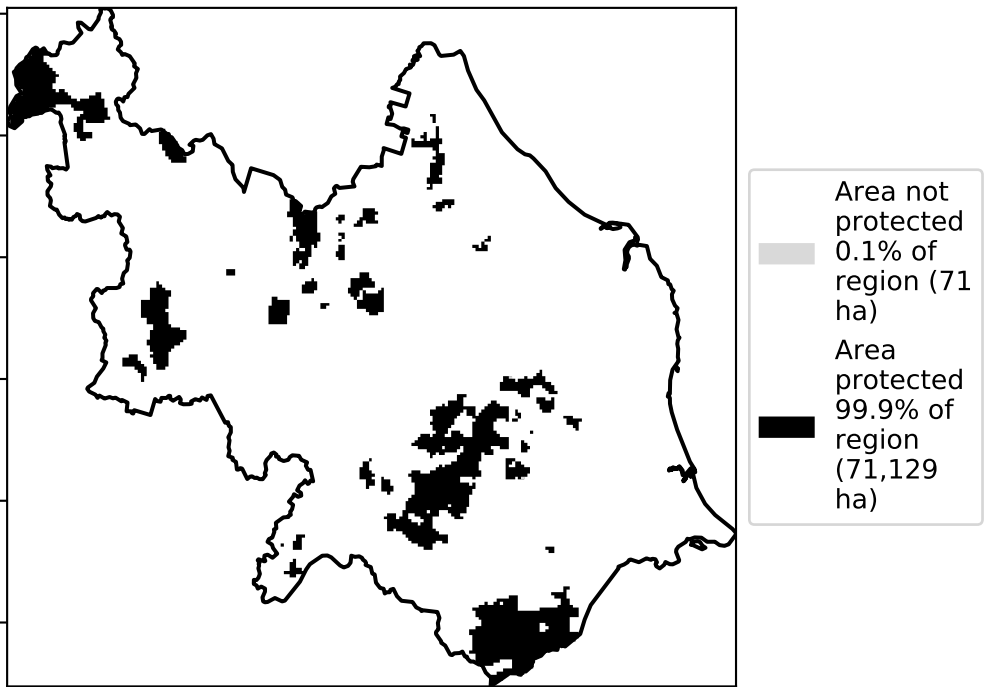 Area not
protected
0.1% of
region (71
ha)
Area
protected
99.9% of
region
(71,129
ha)